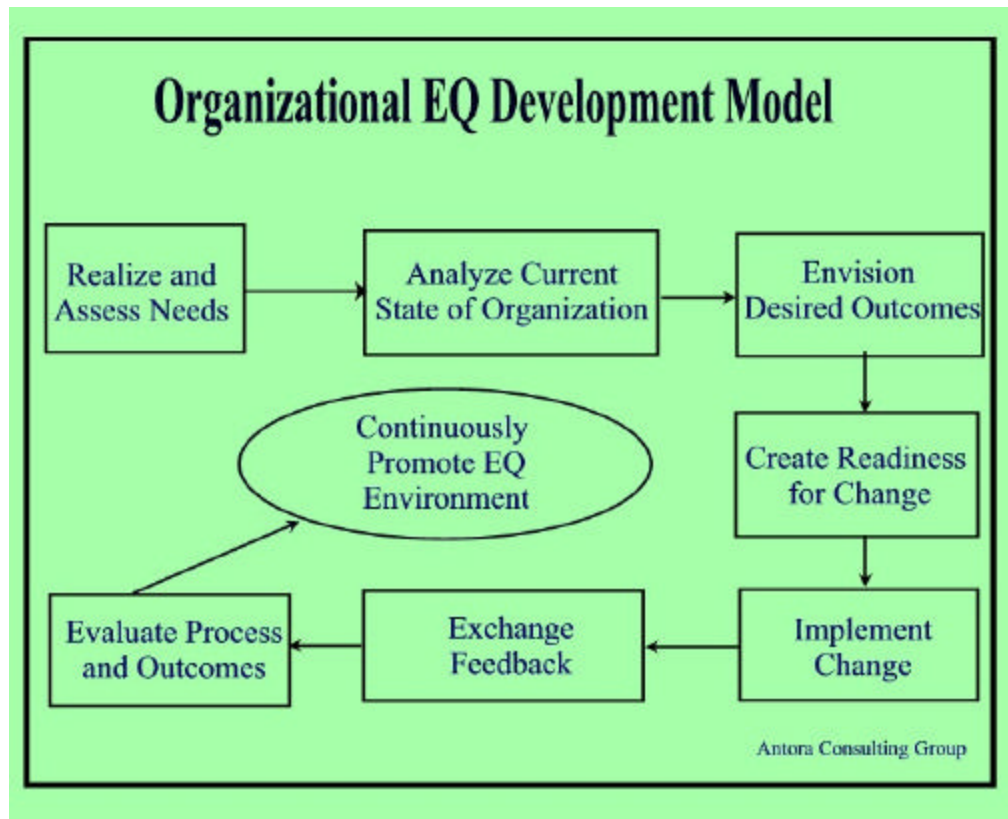 Organizational EQ Development Model
Realize and
Assess Needs
Analyze Current
State of Organization
Envision
Desired Outcomes
Continuously
Promote EQ
Environment
Create Readiness
for Change
Evaluate Process
and Outcomes
Exchange
Feedback
Implement
Change
Antora Consulting Group